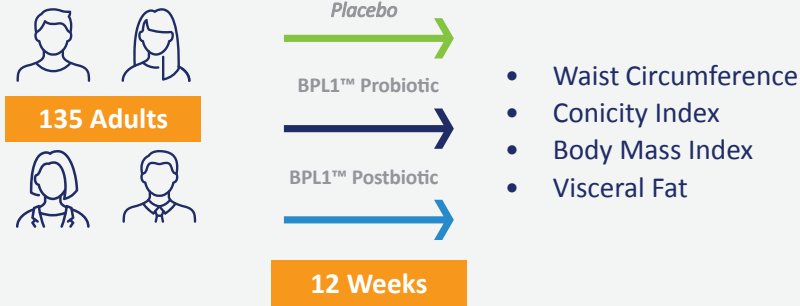 Placebo
BPL1™ Probiotic
135 Adults
BPL1™ Postbiotic
12 Weeks
• Waist Circumference
• Conicity Index
• Body Mass Index
• Visceral Fat